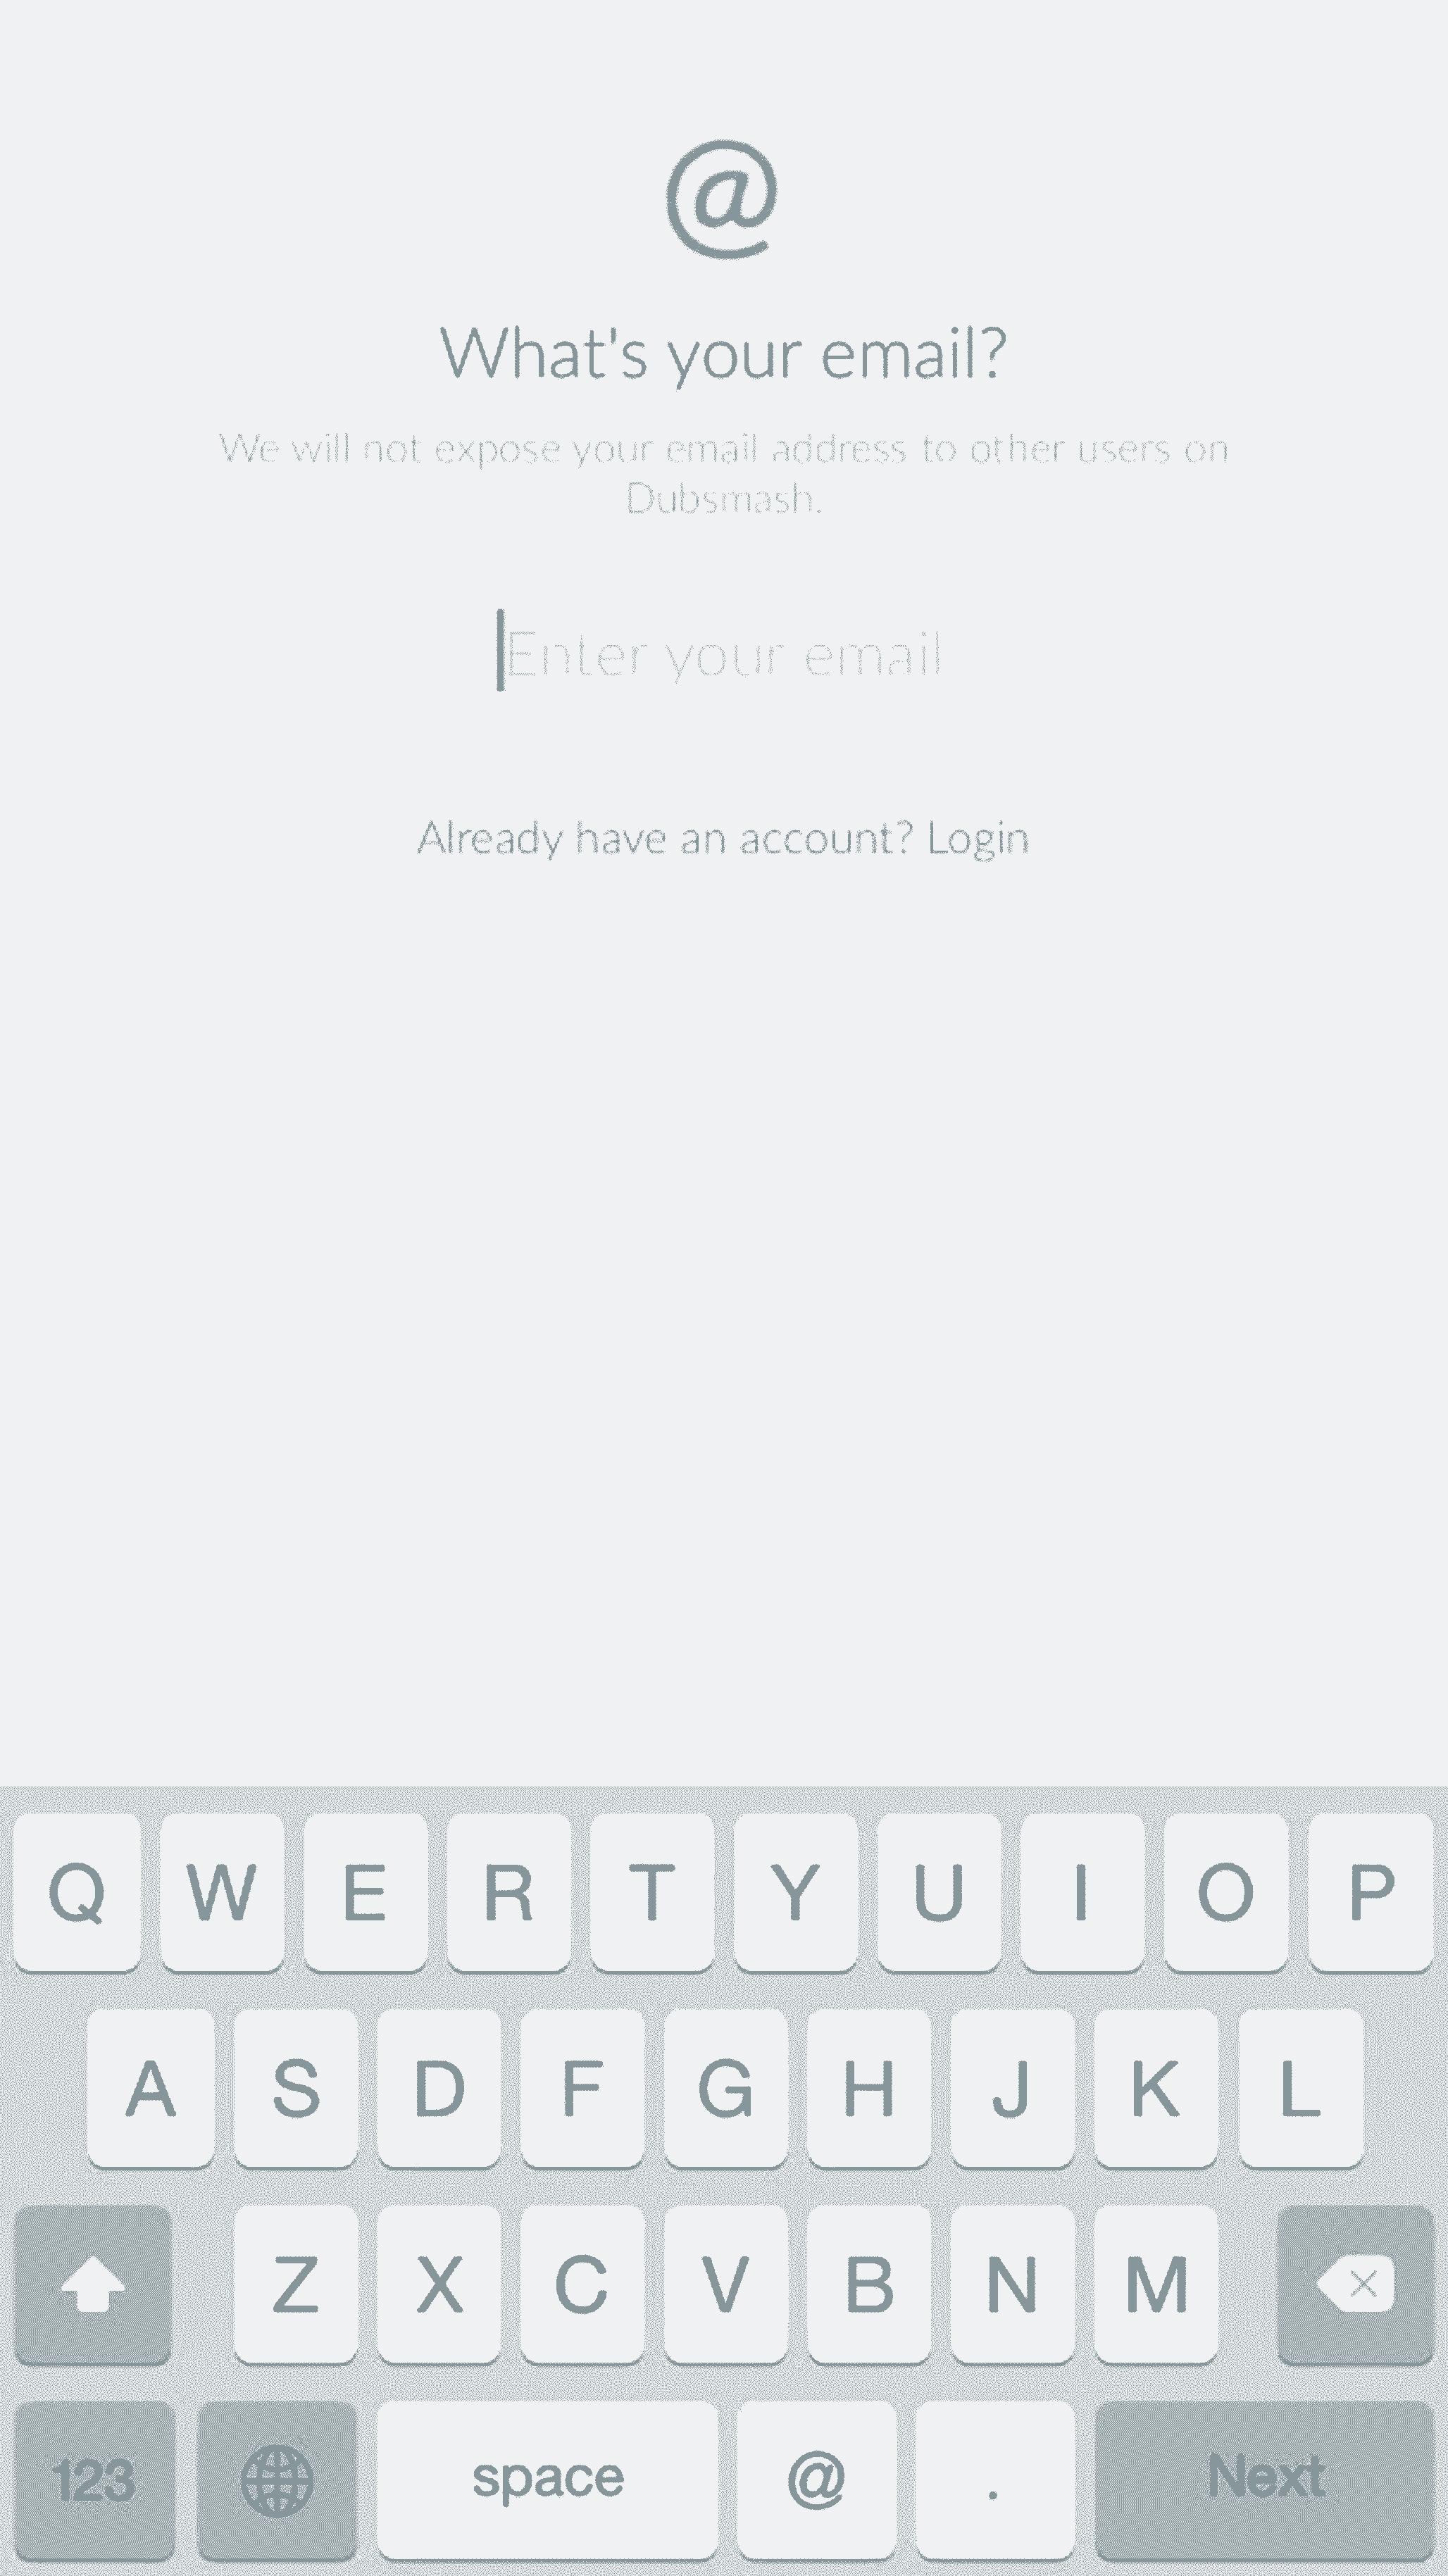 @
What's your email?
We will not expose your email address to other users on
Dubsmash.
Enter your email
Already have an account? Login
Q W E R T Y U I O P
A S D F G H J K L
Z X C V B N M
123 space @ . Next